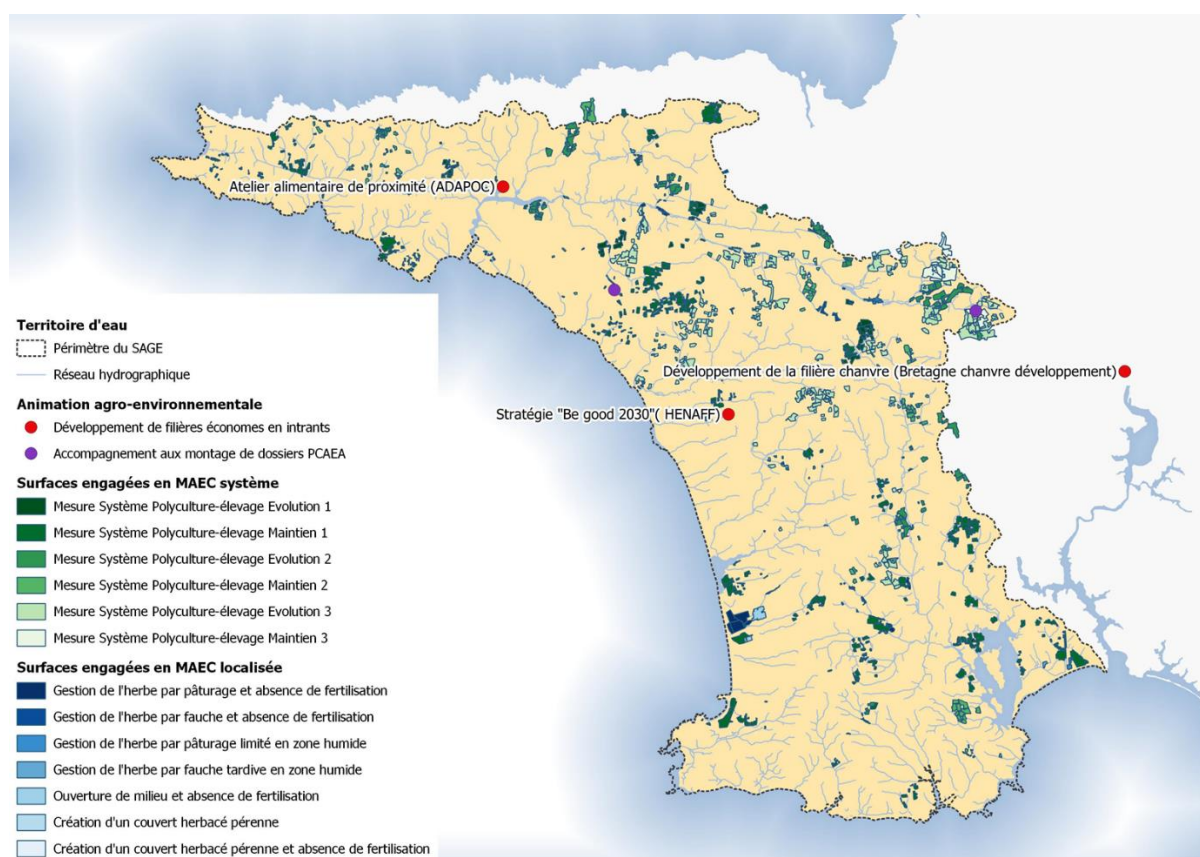 Atelier alimentaire de proximité (ADAPOC)
Développement de la filière chanvre (Bretagne chanvre développement)
Stratégie "Be good 2030"( HENAFF)
Territoire d'eau
Périmètre du SAGE
Réseau hydrographique
Animation agro-environnementale
Développement de filières économes en intrants
Accompagnement aux montage de dossiers PCAEA
Surfaces engagées en MAEC système
Mesure Système Polyculture-élevage Evolution 1
Mesure Système Polyculture-élevage Maintien 1
Mesure Système Polyculture-élevage Evolution 2
Mesure Système Polyculture-élevage Maintien 2
Mesure Système Polyculture-élevage Evolution 3
Mesure Système Polyculture-élevage Maintien 3
Surfaces engagées en MAEC localisée
Gestion de l'herbe par pâturage et absence de fertilisation
Gestion de l'herbe par fauche et absence de fertilisation
Gestion de l'herbe par pâturage limité en zone humide
Gestion de l'herbe par fauche tardive en zone humide
Ouverture de milieu et absence de fertilisation
Création d'un couvert herbacé pérenne
Création d'un couvert herbacé pérenne et absence de fertilisation